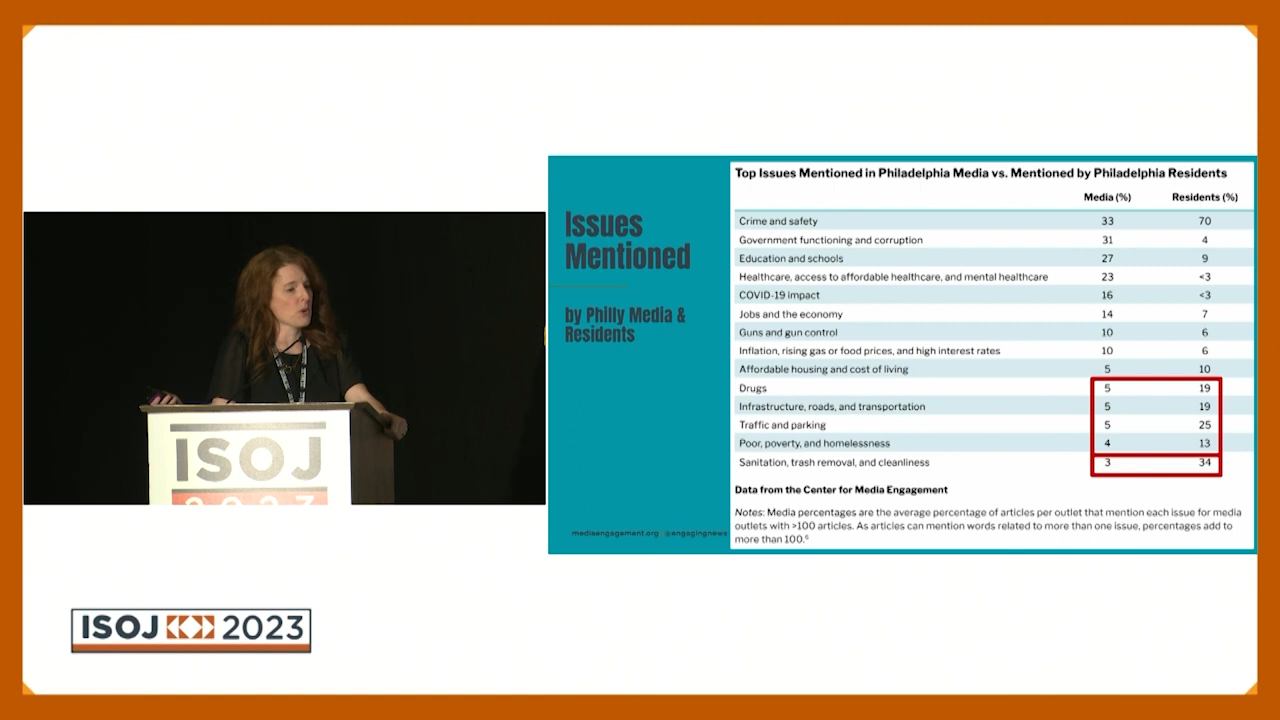 Issues
Mentioned
by Philly Media &
Residents
mediaengagement.org | @engagingnews
Top Issues Mentioned in Philadelphia Media vs. Mentioned by Philadelphia Residents
Media (%) Residents (%)
Crime and safety 33 70
Government functioning and corruption 31 4
Education and schools 27 9
Healthcare, access to affordable healthcare, and mental healthcare 23 <3
COVID-19 impact 16 <3
Jobs and the economy 14 7
Guns and gun control 10 6
Inflation, rising gas or food prices, and high interest rates 10 6
Affordable housing and cost of living 5 10
Drugs 5 19
Infrastructure, roads, and transportation 5 19
Traffic and parking 5 25
Poor, poverty, and homelessness 4 13
Sanitation, trash removal, and cleanliness 3 34
Data from the Center for Media Engagement
Notes: Media percentages are the average percentage of articles per outlet that mention each issue for media
outlets with >100 articles. As articles can mention words related to more than one issue, percentages add to
more than 100.⁶
ISOJ
2023
ISOJ 2023